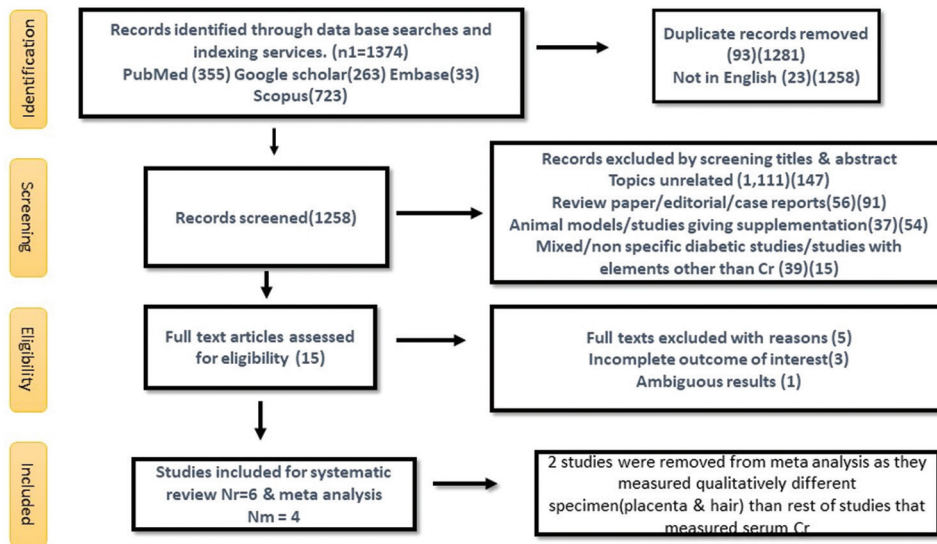 Identification
Records identified through data base searches and
indexing services. (n1=1374)
PubMed (355) Google scholar(263) Embase(33)
Scopus(723)
Duplicate records removed
(93)(1281)
Not in English (23)(1258)
Screening
Records screened(1258)
Records excluded by screening titles & abstract
Topics unrelated (1,111)(147)
Review paper/editorial/case reports(56)(91)
Animal models/studies giving supplementation(37)(54)
Mixed/non specific diabetic studies/studies with
elements other than Cr (39)(15)
Eligibility
Full text articles assessed
for eligibility (15)
Full texts excluded with reasons (5)
Incomplete outcome of interest(3)
Ambiguous results (1)
Included
Studies included for systematic
review Nr=6 & meta analysis
Nm = 4
2 studies were removed from meta analysis as they
measured qualitatively different
specimen(placenta & hair) than rest of studies that
measured serum Cr